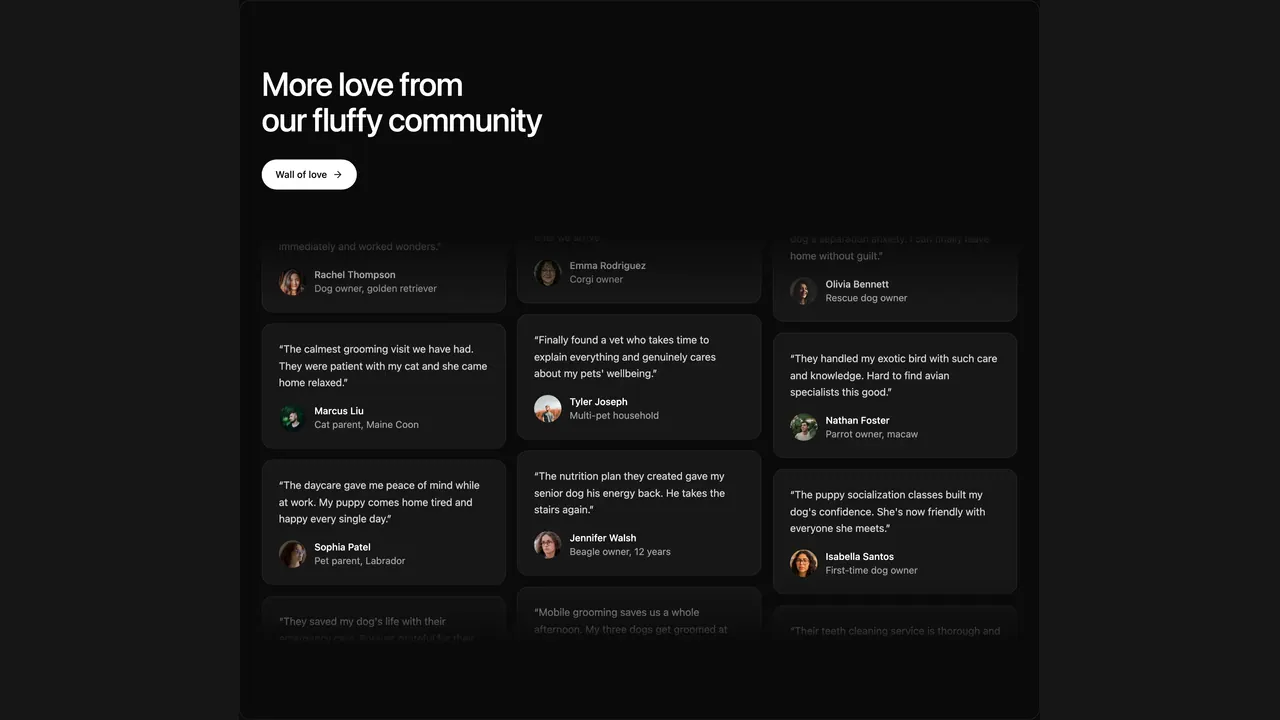 More love from
our fluffy community
Wall of love
immediately and worked wonders.”
Rachel Thompson
Dog owner, golden retriever
“The calmest grooming visit we have had.
They were patient with my cat and she came
home relaxed.”
Marcus Liu
Cat parent, Maine Coon
“The daycare gave me peace of mind while
at work. My puppy comes home tired and
happy every single day.”
Sophia Patel
Pet parent, Labrador
“They saved my dog's life with their
Emma Rodriguez
Corgi owner
“Finally found a vet who takes time to
explain everything and genuinely cares
about my pets' wellbeing.”
Tyler Joseph
Multi-pet household
“The nutrition plan they created gave my
senior dog his energy back. He takes the
stairs again.”
Jennifer Walsh
Beagle owner, 12 years
“Mobile grooming saves us a whole
afternoon. My three dogs get groomed at
dog's separation anxiety. I can finally leave
home without guilt.”
Olivia Bennett
Rescue dog owner
“They handled my exotic bird with such care
and knowledge. Hard to find avian
specialists this good.”
Nathan Foster
Parrot owner, macaw
“The puppy socialization classes built my
dog's confidence. She's now friendly with
everyone she meets.”
Isabella Santos
First-time dog owner
“Their teeth cleaning service is thorough and